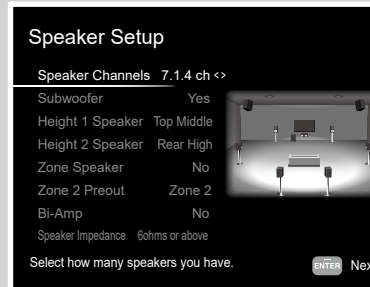 Speaker Setup
Speaker Channels 7.1.4 ch <>
Subwoofer Yes
Height 1 Speaker Top Middle
Height 2 Speaker Rear High
Zone Speaker No
Zone 2 Preout Zone 2
Bi-Amp No
Speaker Impedance 6ohms or above
Select how many speakers you have.
ENTER Nex